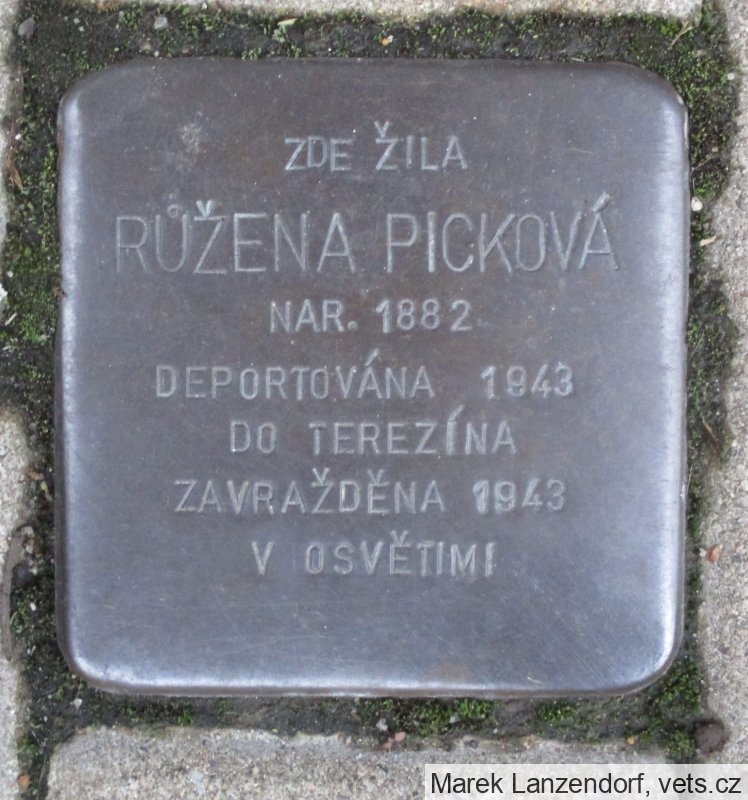 ZDE ŽILA
RŮŽENA PICKOVÁ
NAR. 1882
DEPORTOVÁNA 1943
DO TEREZÍNA
ZAVRAŽDĚNA 1943
V OSVĚTIMI
Marek Lanzendorf, vets.cz